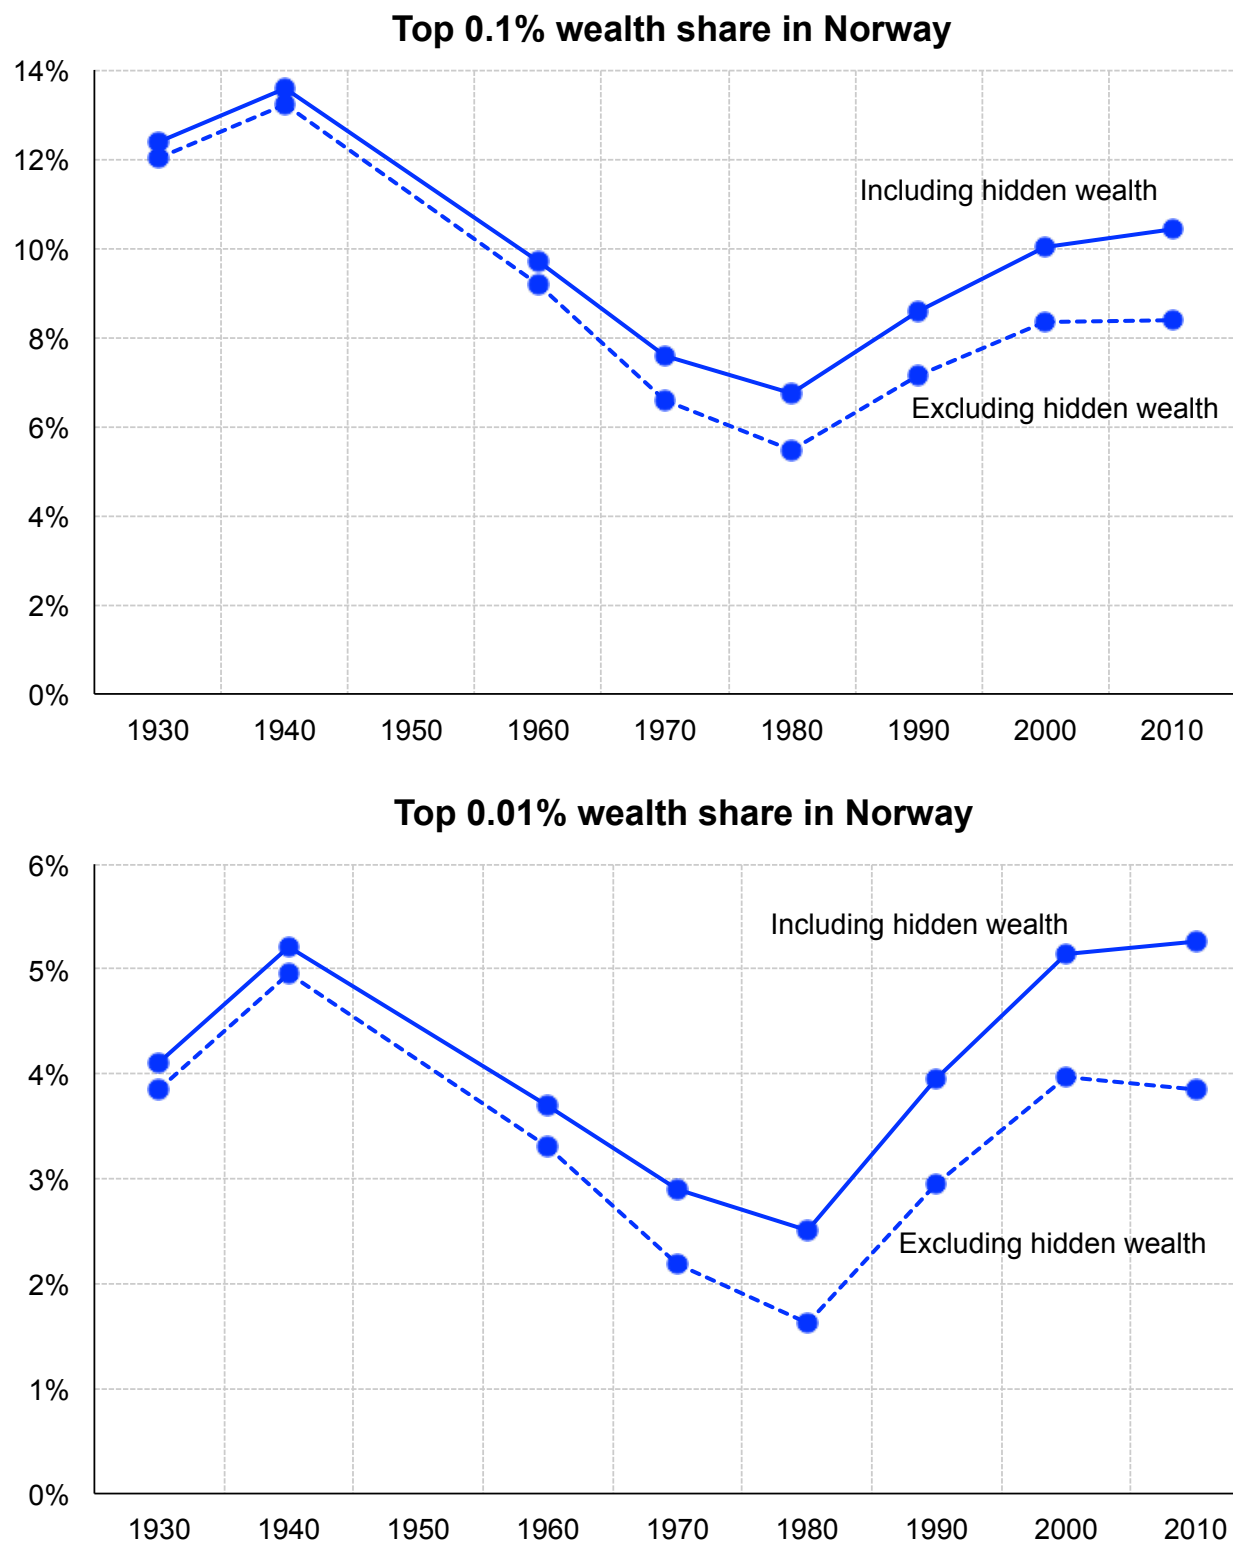 Top 0.1% wealth share in Norway
14%
12%
10%
8%
6%
4%
2%
0%
Including hidden wealth
Excluding hidden wealth
1930 1940 1950 1960 1970 1980 1990 2000 2010
Top 0.01% wealth share in Norway
6%
5%
4%
3%
2%
1%
0%
Including hidden wealth
Excluding hidden wealth
1930 1940 1950 1960 1970 1980 1990 2000 2010